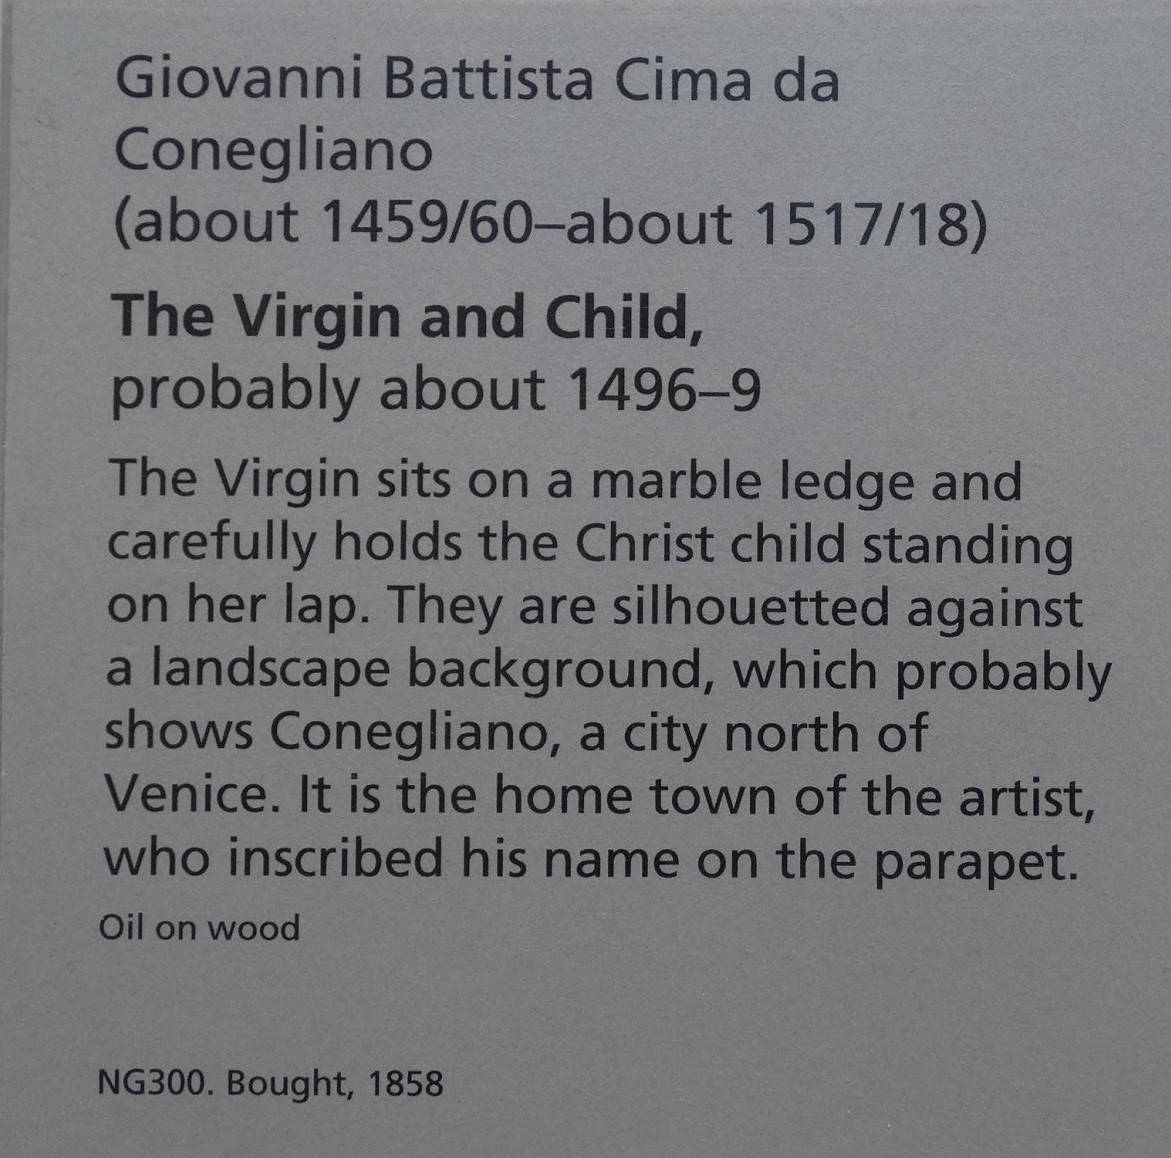 Giovanni Battista Cima da
Conegliano
(about 1459/60–about 1517/18)
The Virgin and Child,
probably about 1496–9
The Virgin sits on a marble ledge and
carefully holds the Christ child standing
on her lap. They are silhouetted against
a landscape background, which probably
shows Conegliano, a city north of
Venice. It is the home town of the artist,
who inscribed his name on the parapet.
Oil on wood
NG300. Bought, 1858